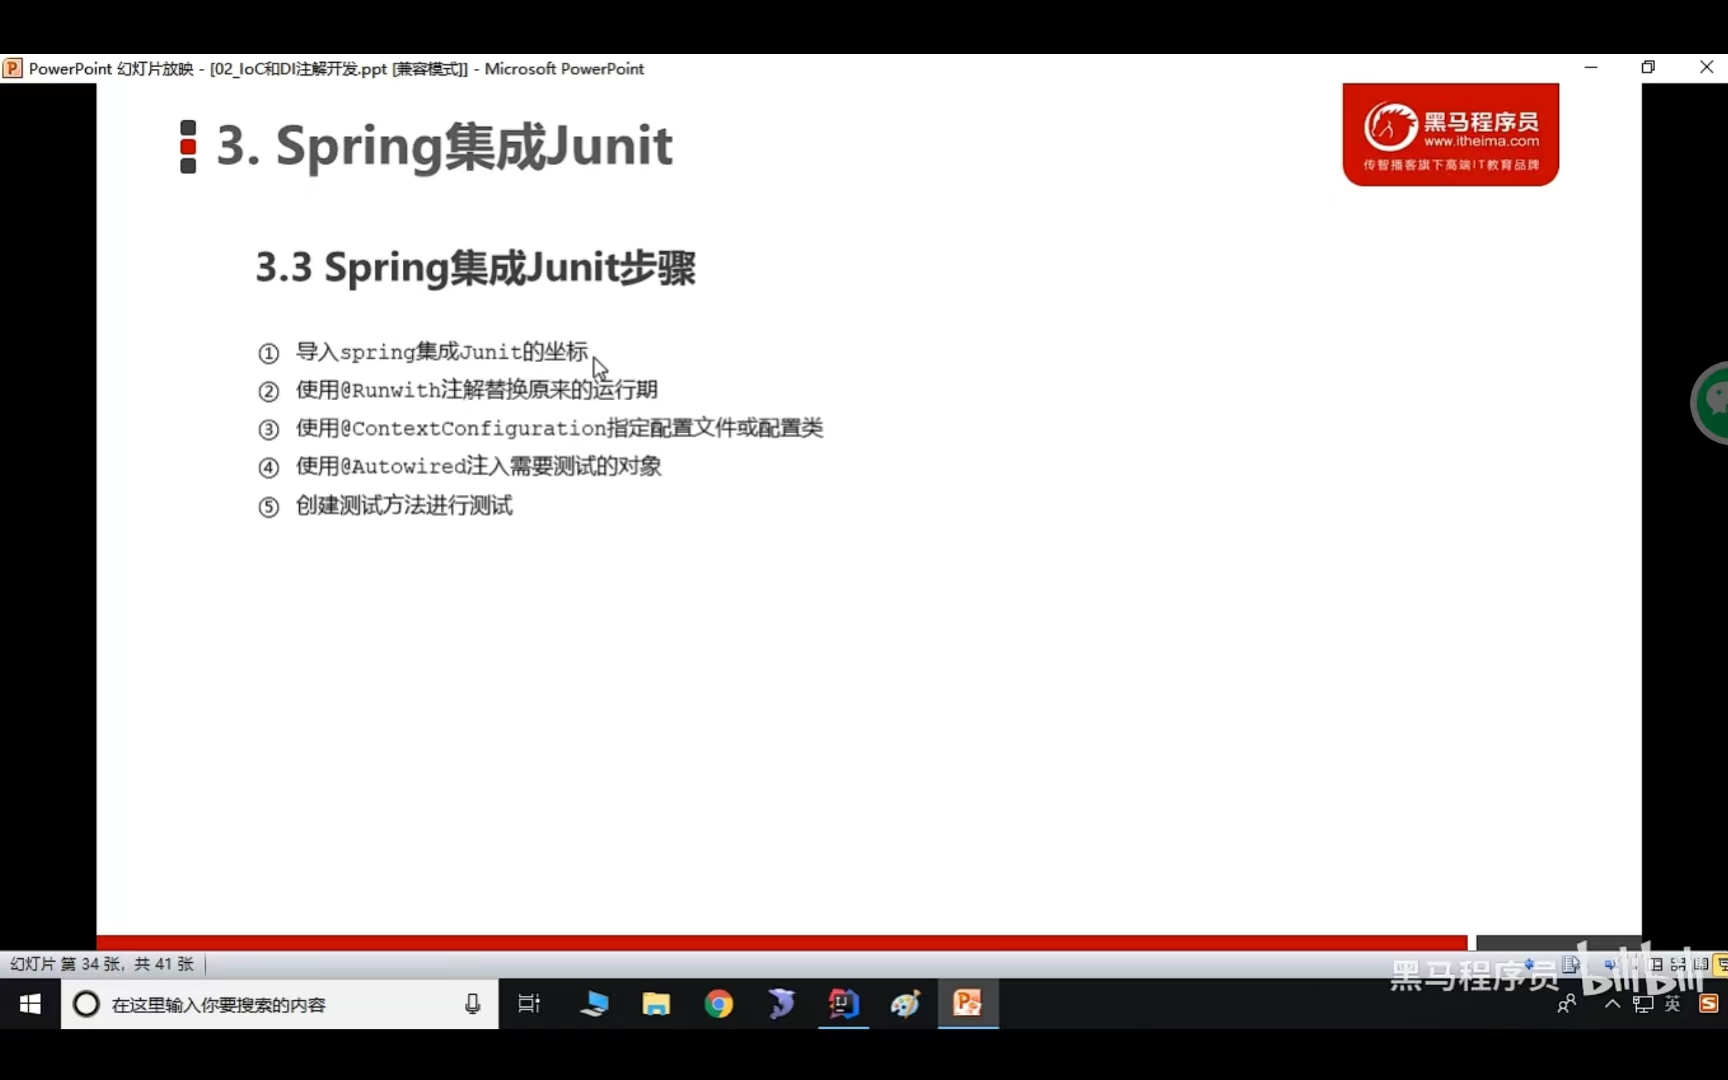 PowerPoint 幻灯片放映 - [02_IoC和DI注解开发.ppt [兼容模式]] - Microsoft PowerPoint
3. Spring集成Junit
黑马程序员
www.itheima.com
传智播客旗下高端IT教育品牌
3.3 Spring集成Junit步骤
① 导入spring集成Junit的坐标
② 使用@Runwith注解替换原来的运行期
③ 使用@ContextConfiguration指定配置文件或配置类
④ 使用@Autowired注入需要测试的对象
⑤ 创建测试方法进行测试
幻灯片 第 34 张，共 41 张
黑马程序员 bilibili
在这里输入你要搜索的内容
英